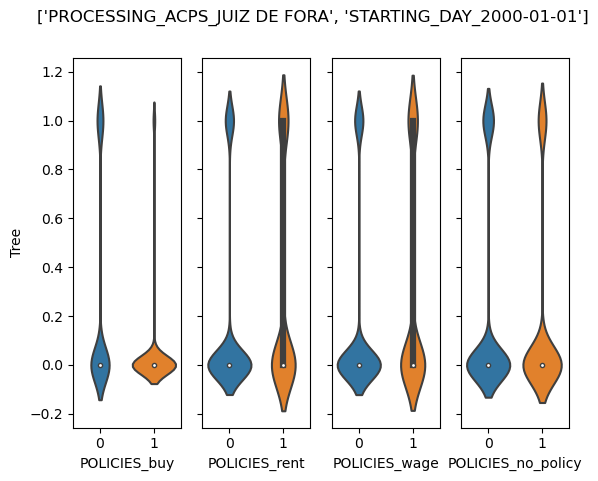 ['PROCESSING_ACPS_JUIZ DE FORA', 'STARTING_DAY_2000-01-01']
Tree
1.2
1.0
0.8
0.6
0.4
0.2
0.0
−0.2
0 1 0 1 0 1 0 1
POLICIES_buy POLICIES_rent POLICIES_wage POLICIES_no_policy